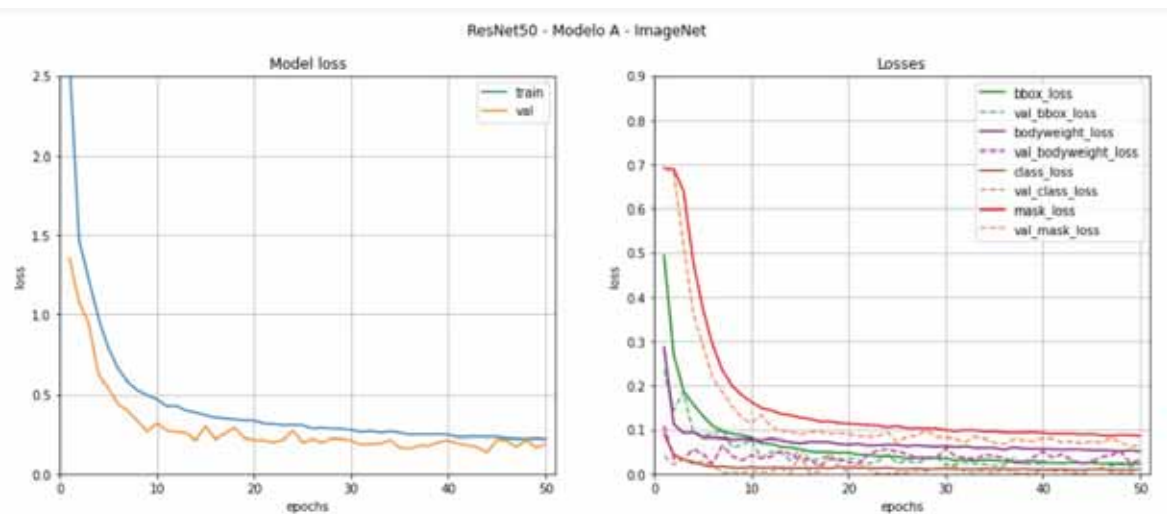 ResNet50 - Modelo A - ImageNet
Model loss
2.5
2.0
1.5
1.0
0.5
0.0
loss
0 10 20 30 40 50
epochs
train
val
Losses
0.9
0.8
0.7
0.6
0.5
0.4
0.3
0.2
0.1
0.0
loss
0 10 20 30 40 50
epochs
bbox_loss
val_bbox_loss
bodyweight_loss
val_bodyweight_loss
class_loss
val_class_loss
mask_loss
val_mask_loss